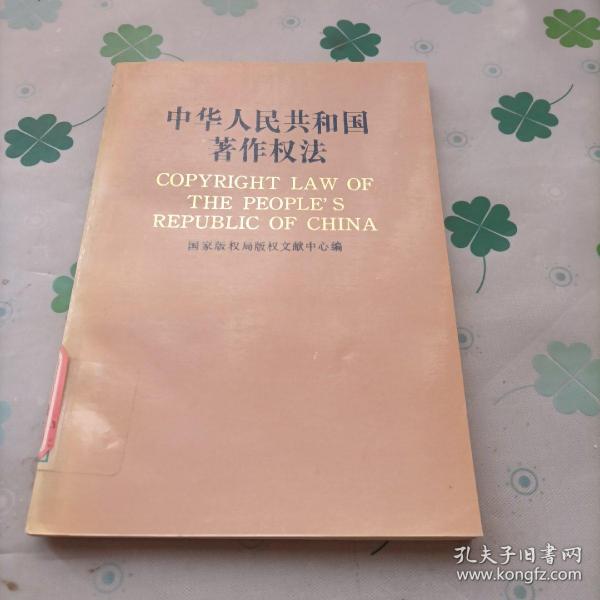 中华人民共和国
著作权法
COPYRIGHT LAW OF
THE PEOPLE'S
REPUBLIC OF CHINA
国家版权局版权文献中心编
孔夫子旧书网
www.kongfz.com